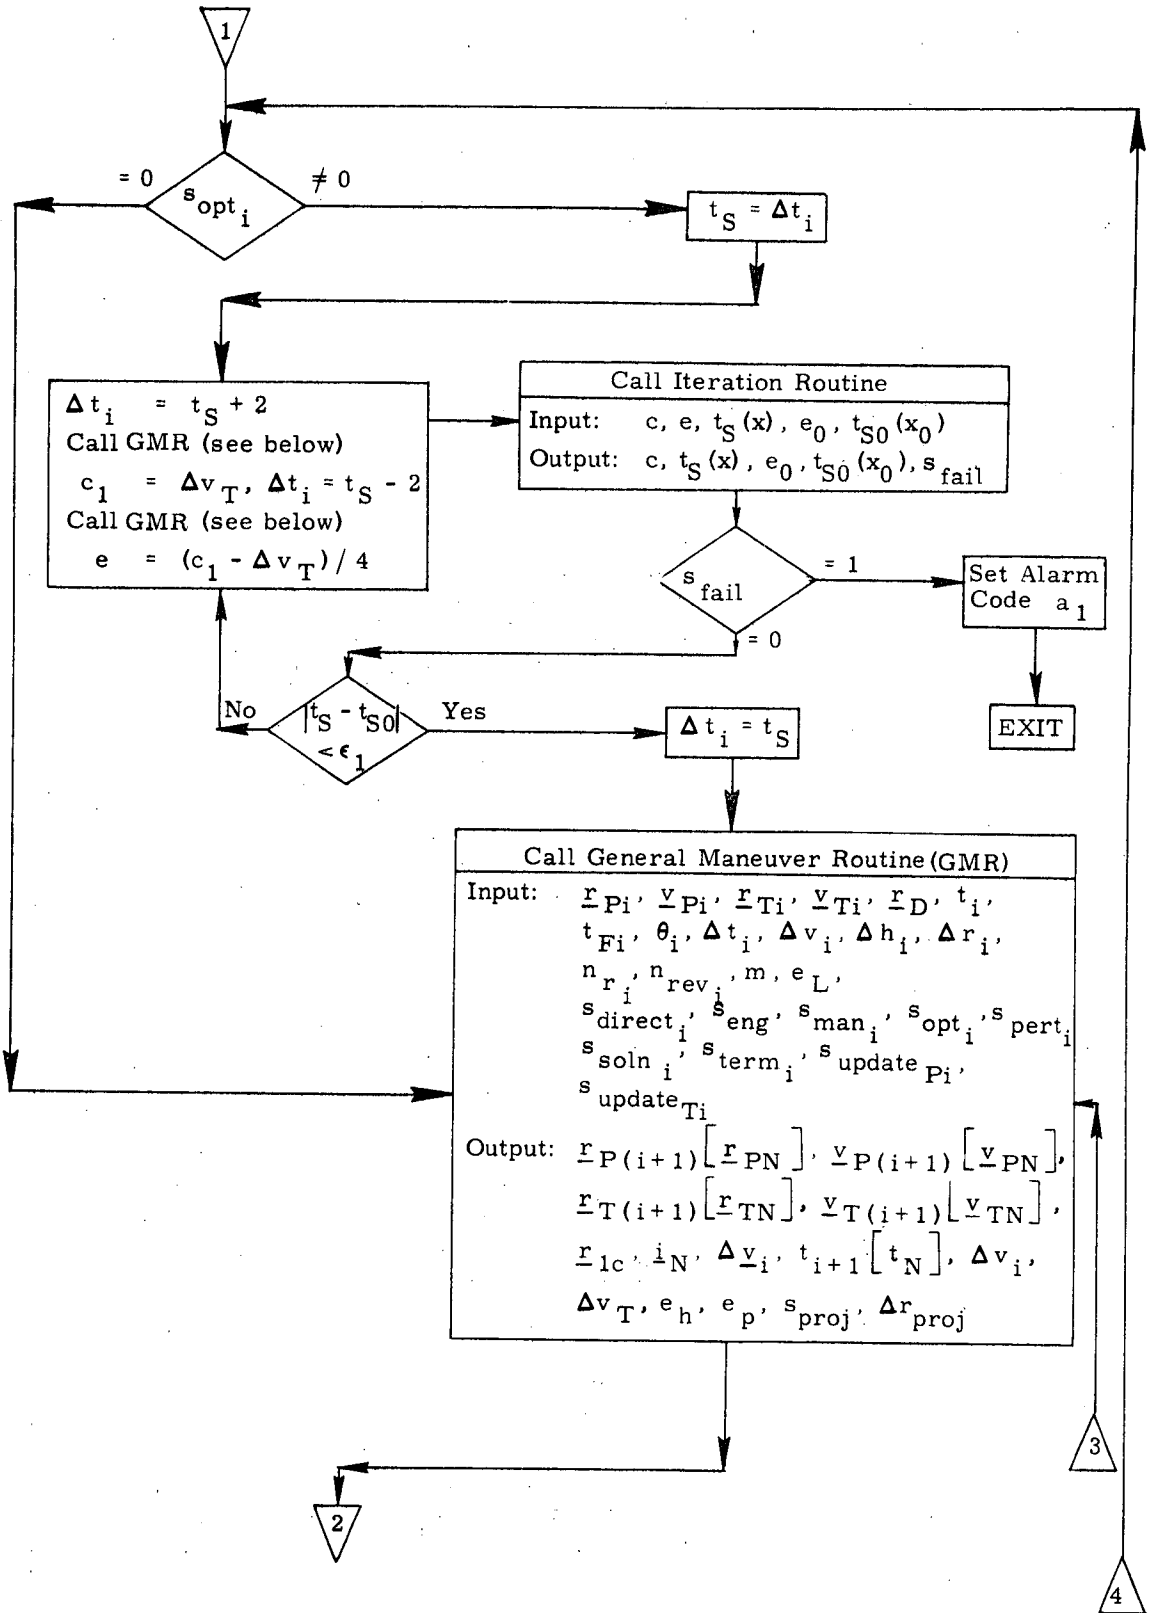 1
= 0
≠ 0
s_opt_i
t_S = Δt_i
Δt_i = t_S + 2
Call GMR (see below)
c_1 = Δv_T, Δt_i = t_S - 2
Call GMR (see below)
e = (c_1 - Δv_T) / 4
Call Iteration Routine
Input: c, e, t_S (x), e_0, t_S0 (x_0)
Output: c, t_S (x), e_0, t_S0 (x_0), s_fail
s_fail
= 1
= 0
Set Alarm
Code a_1
EXIT
No
|t_S - t_S0|
< ϵ_1
Yes
Δt_i = t_S
Call General Maneuver Routine (GMR)
Input: r_Pi, v_Pi, r_Ti, v_Ti, r_D, t_i,
t_Fi, θ_i, Δt_i, Δv_i, Δh_i, Δr_i,
n_r_i, n_rev_i, m, e_L,
s_direct_i, s_eng, s_man_i, s_opt_i, s_pert_i
s_soln_i, s_term_i, s_update_Pi,
s_update_Ti
Output: r_P(i+1) [r_PN], v_P(i+1) [v_PN],
r_T(i+1) [r_TN], v_T(i+1) [v_TN],
r_1c, i_N, Δv_i, t_i+1 [t_N], Δv_i,
Δv_T, e_h, e_p, s_proj, Δr_proj
3
2
4